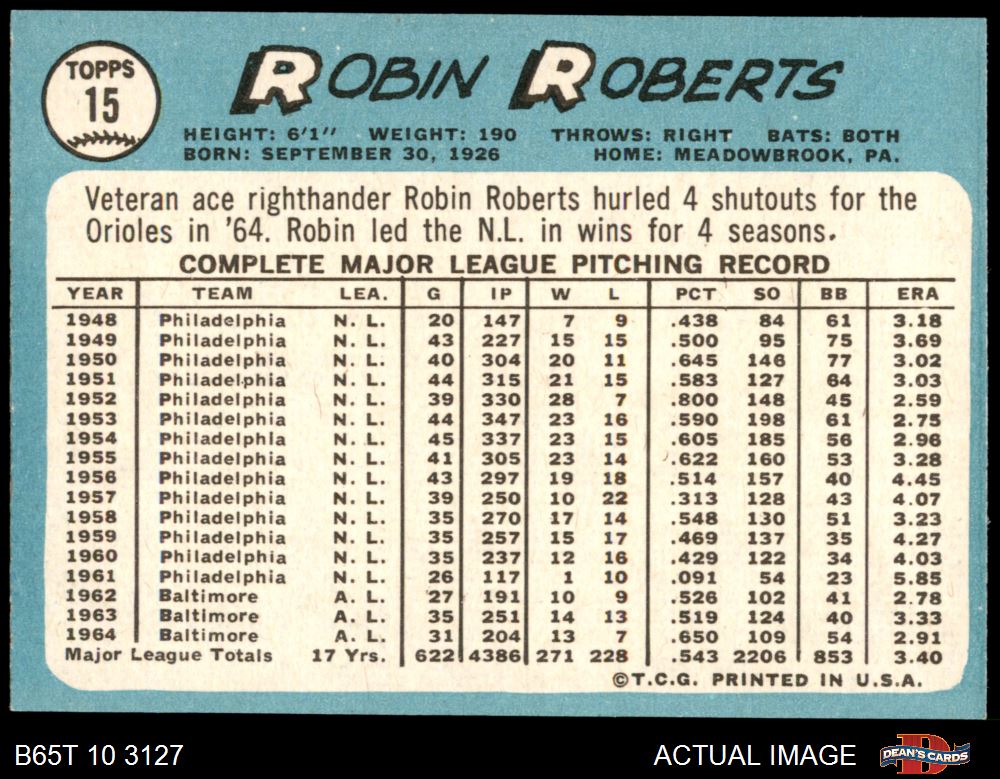 TOPPS
15
ROBIN ROBERTS
HEIGHT: 6'1" WEIGHT: 190 THROWS: RIGHT BATS: BOTH
BORN: SEPTEMBER 30, 1926 HOME: MEADOWBROOK, PA.
Veteran ace righthander Robin Roberts hurled 4 shutouts for the
Orioles in '64. Robin led the N.L. in wins for 4 seasons.
COMPLETE MAJOR LEAGUE PITCHING RECORD
YEAR TEAM LEA. G IP W L PCT SO BB ERA
1948 Philadelphia N. L. 20 147 7 9 .438 84 61 3.18
1949 Philadelphia N. L. 43 227 15 15 .500 95 75 3.69
1950 Philadelphia N. L. 40 304 20 11 .645 146 77 3.02
1951 Philadelphia N. L. 44 315 21 15 .583 127 64 3.03
1952 Philadelphia N. L. 39 330 28 7 .800 148 45 2.59
1953 Philadelphia N. L. 44 347 23 16 .590 198 61 2.75
1954 Philadelphia N. L. 45 337 23 15 .605 185 56 2.96
1955 Philadelphia N. L. 41 305 23 14 .622 160 53 3.28
1956 Philadelphia N. L. 43 297 19 18 .514 157 40 4.45
1957 Philadelphia N. L. 39 250 10 22 .313 128 43 4.07
1958 Philadelphia N. L. 35 270 17 14 .548 130 51 3.23
1959 Philadelphia N. L. 35 257 15 17 .469 137 35 4.27
1960 Philadelphia N. L. 35 237 12 16 .429 122 34 4.03
1961 Philadelphia N. L. 26 117 1 10 .091 54 23 5.85
1962 Baltimore A. L. 27 191 10 9 .526 102 41 2.78
1963 Baltimore A. L. 35 251 14 13 .519 124 40 3.33
1964 Baltimore A. L. 31 204 13 7 .650 109 54 2.91
Major League Totals 17 Yrs. 622 4386 271 228 .543 2206 853 3.40
©T.C.G. PRINTED IN U.S.A.
B65T 10 3127 ACTUAL IMAGE DEAN'S CARDS